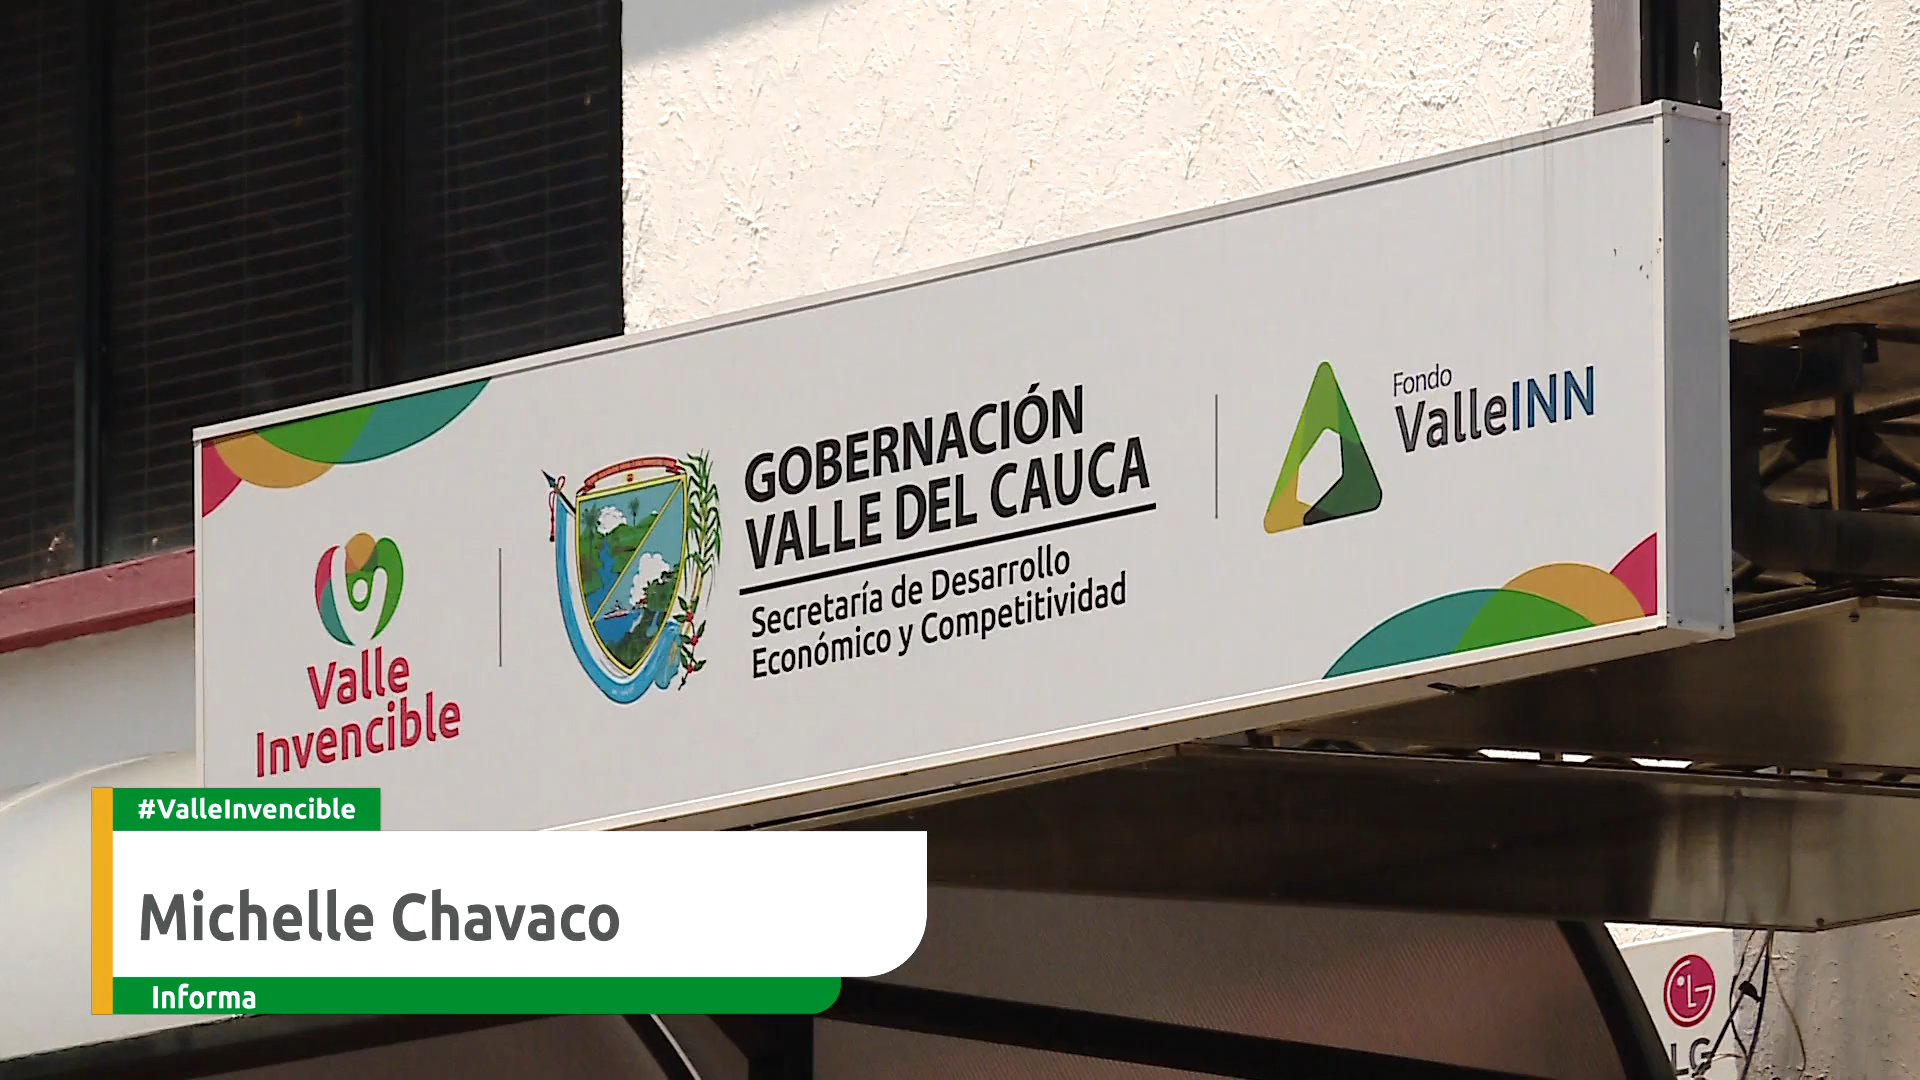 Valle
Invencible
GOBERNACIÓN
VALLE DEL CAUCA
Secretaría de Desarrollo
Económico y Competitividad
Fondo
ValleINN
#ValleInvencible
Michelle Chavaco
Informa
LG